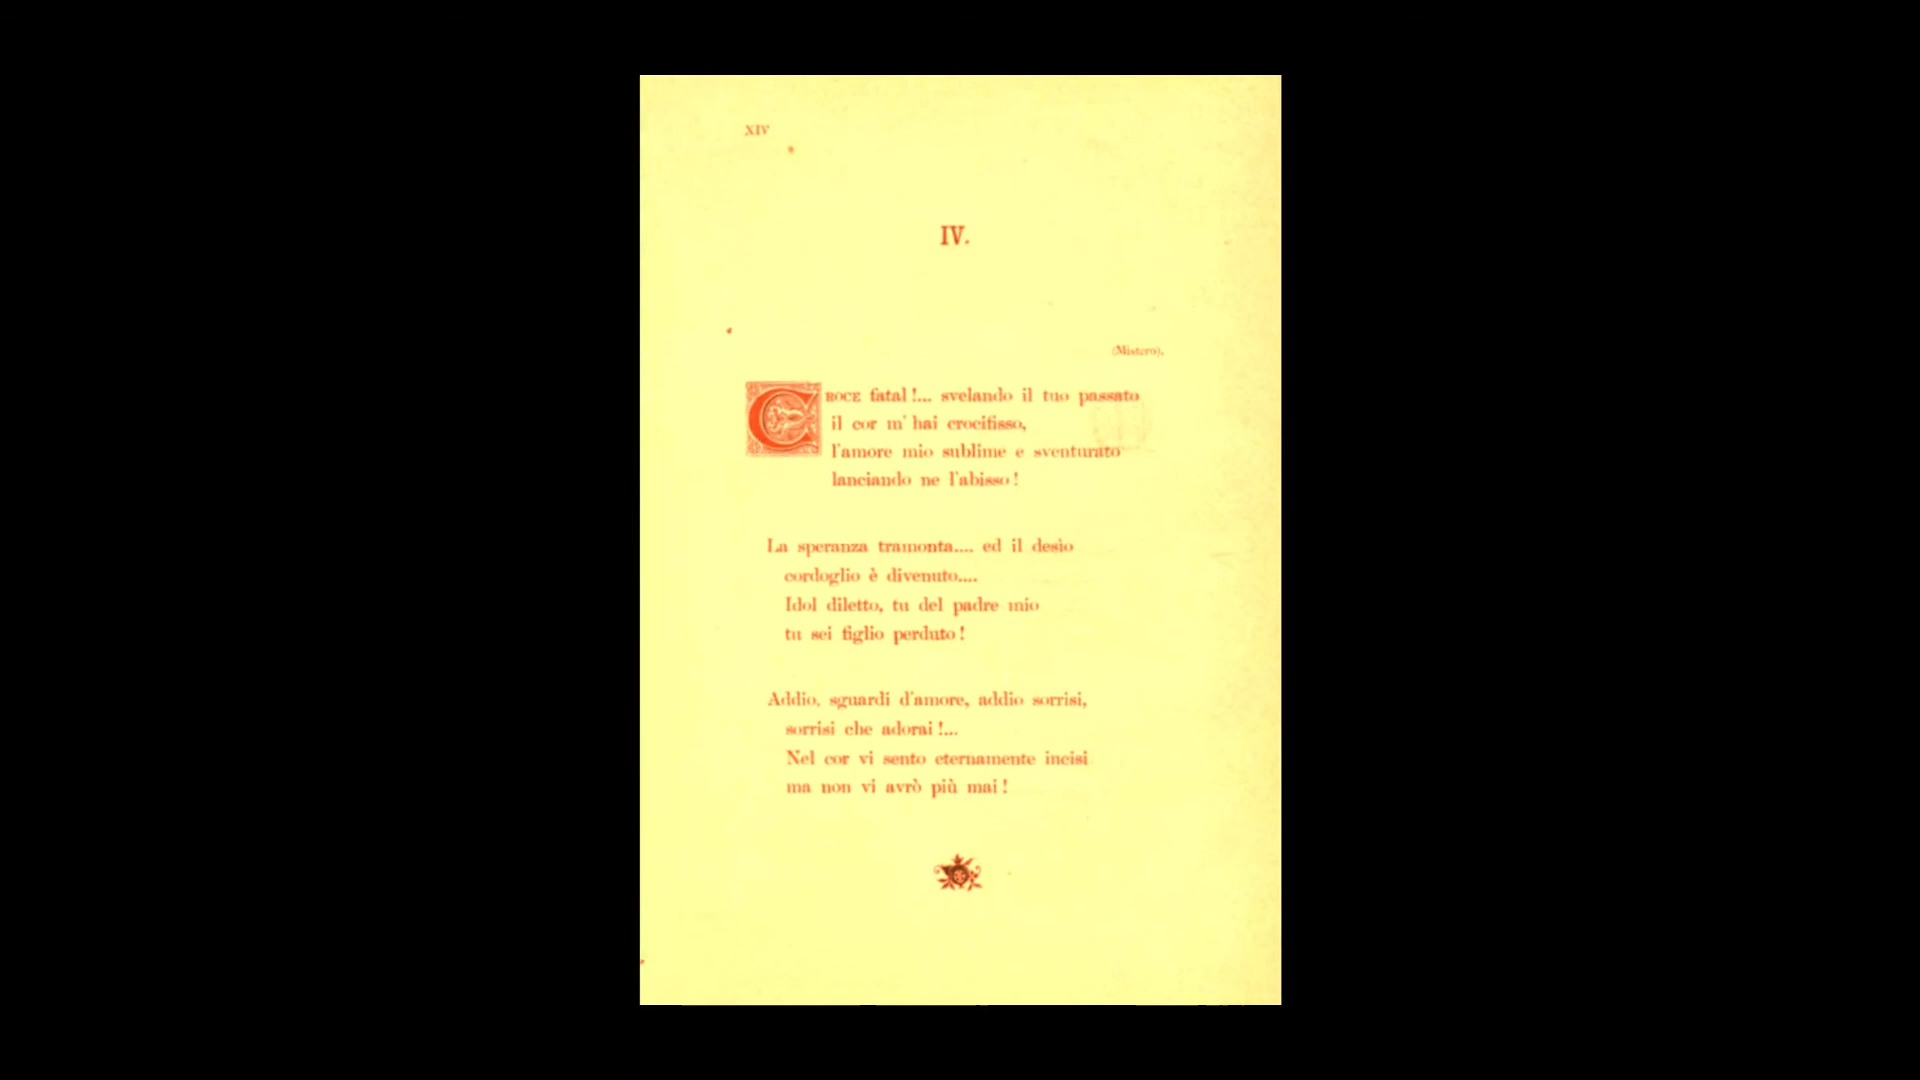 XIV
IV.
(Mistero).
CROCE fatal!... svelando il tuo passato
il cor m' hai crocifisso,
l'amore mio sublime e sventurato
lanciando ne l'abisso!
La speranza tramonta.... ed il desìo
cordoglio è divenuto....
Idol diletto, tu del padre mio
tu sei figlio perduto!
Addio, sguardi d'amore, addio sorrisi,
sorrisi che adorai!...
Nel cor vi sento eternamente incisi
ma non vi avrò più mai!